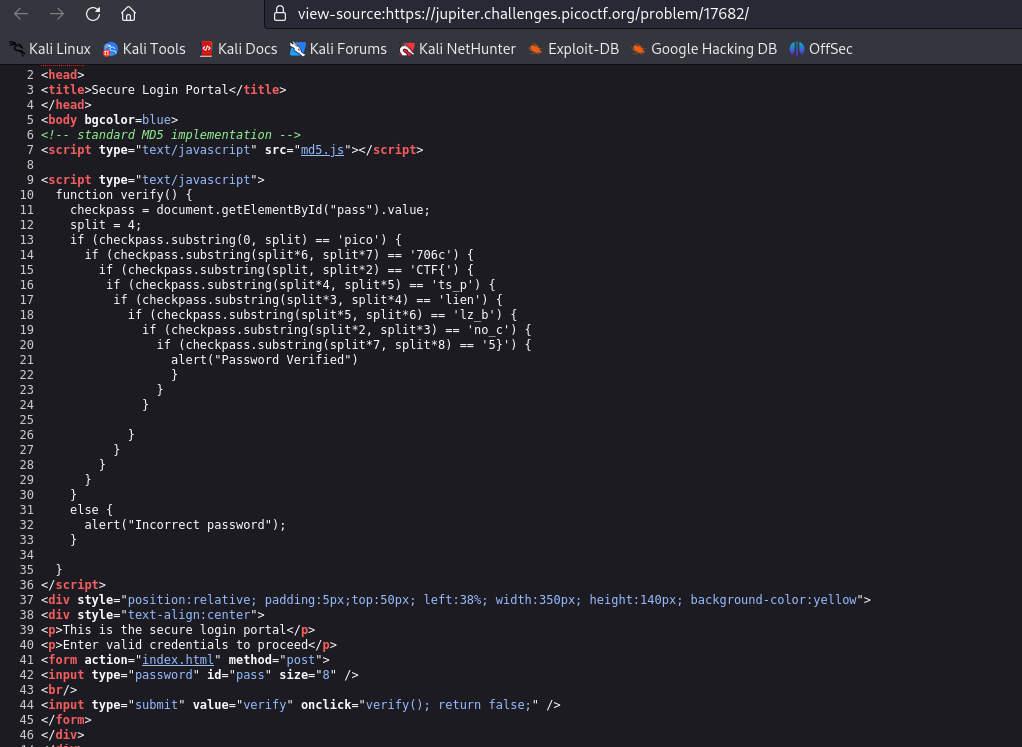 view-source:https://jupiter.challenges.picoctf.org/problem/17682/
Kali Linux Kali Tools Kali Docs Kali Forums Kali NetHunter Exploit-DB Google Hacking DB OffSec
2 <head>
3 <title>Secure Login Portal</title>
4 </head>
5 <body bgcolor=blue>
6 <!-- standard MD5 implementation -->
7 <script type="text/javascript" src="md5.js"></script>
8
9 <script type="text/javascript">
10   function verify() {
11     checkpass = document.getElementById("pass").value;
12     split = 4;
13     if (checkpass.substring(0, split) == 'pico') {
14       if (checkpass.substring(split*6, split*7) == '706c') {
15         if (checkpass.substring(split, split*2) == 'CTF{') {
16          if (checkpass.substring(split*4, split*5) == 'ts_p') {
17           if (checkpass.substring(split*3, split*4) == 'lien') {
18             if (checkpass.substring(split*5, split*6) == 'lz_b') {
19               if (checkpass.substring(split*2, split*3) == 'no_c') {
20                 if (checkpass.substring(split*7, split*8) == '5}') {
21                   alert("Password Verified")
22                   }
23                 }
24               }
25
26             }
27           }
28         }
29       }
30     }
31     else {
32       alert("Incorrect password");
33     }
34
35   }
36 </script>
37 <div style="position:relative; padding:5px;top:50px; left:38%; width:350px; height:140px; background-color:yellow">
38 <div style="text-align:center">
39 <p>This is the secure login portal</p>
40 <p>Enter valid credentials to proceed</p>
41 <form action="index.html" method="post">
42 <input type="password" id="pass" size="8" />
43 <br/>
44 <input type="submit" value="verify" onclick="verify(); return false;" />
45 </form>
46 </div>